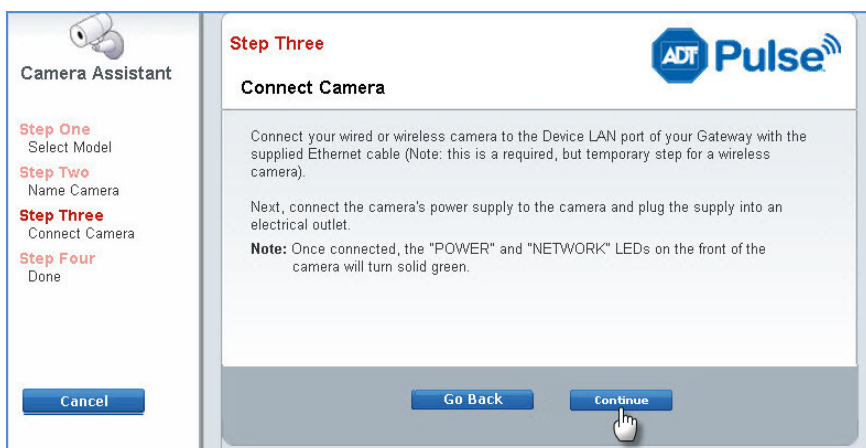 Camera Assistant
Step One
Select Model
Step Two
Name Camera
Step Three
Connect Camera
Step Four
Done
Cancel
Step Three
ADT Pulse
Connect Camera
Connect your wired or wireless camera to the Device LAN port of your Gateway with the
supplied Ethernet cable (Note: this is a required, but temporary step for a wireless
camera).
Next, connect the camera's power supply to the camera and plug the supply into an
electrical outlet.
Note: Once connected, the "POWER" and "NETWORK" LEDs on the front of the
camera will turn solid green.
Go Back
Continue